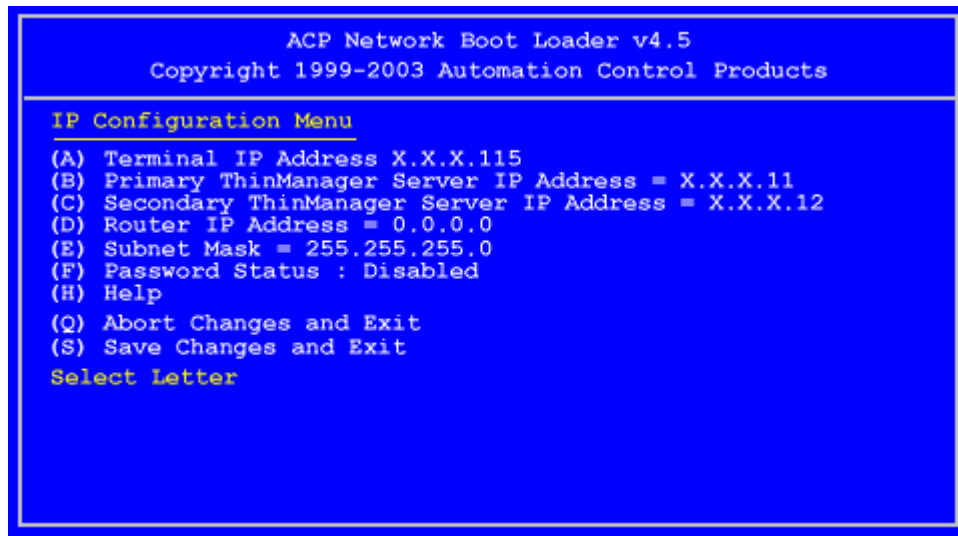 ACP Network Boot Loader v4.5
Copyright 1999-2003 Automation Control Products
IP Configuration Menu
(A) Terminal IP Address X.X.X.115
(B) Primary ThinManager Server IP Address = X.X.X.11
(C) Secondary ThinManager Server IP Address = X.X.X.12
(D) Router IP Address = 0.0.0.0
(E) Subnet Mask = 255.255.255.0
(F) Password Status : Disabled
(H) Help
(Q) Abort Changes and Exit
(S) Save Changes and Exit
Select Letter